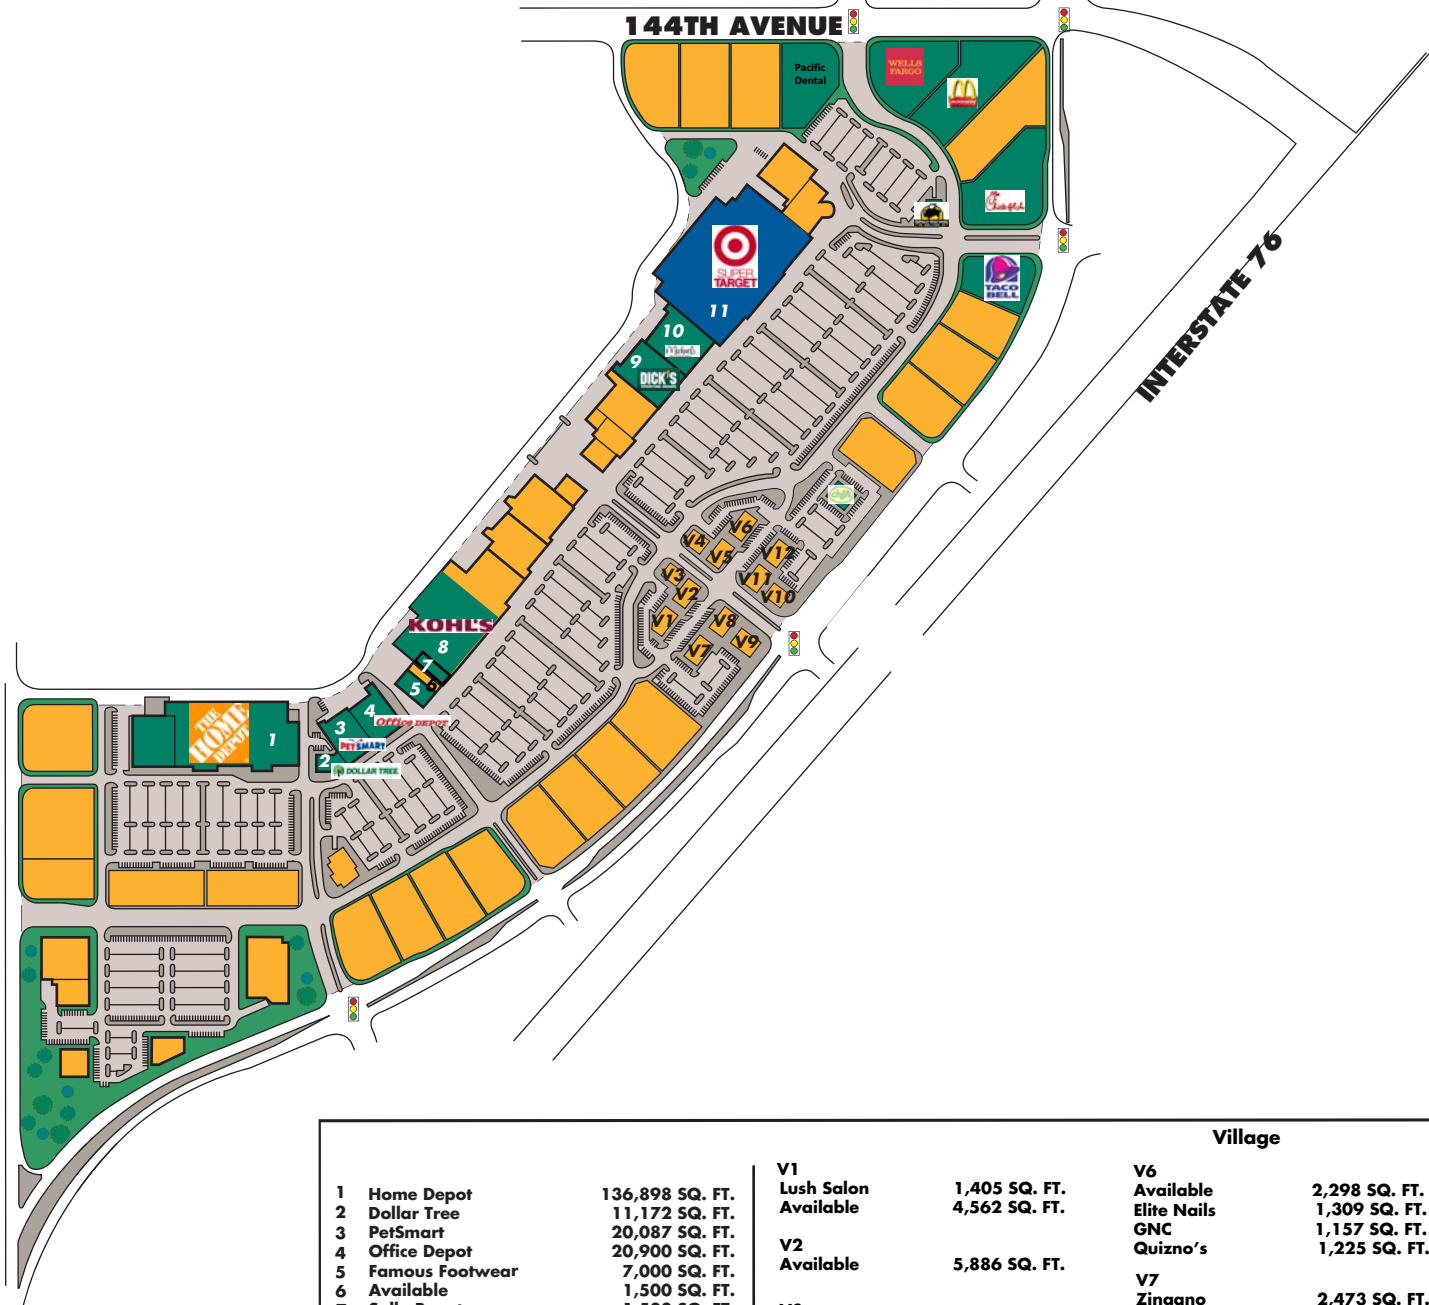 144TH AVENUE
Pacific
Dental
WELLS
FARGO
Chick-fil-A
TACO
BELL
INTERSTATE 76
SUPER
TARGET
11
10
Michaels
9
DICK'S
V6
V4
V5
V12
V3
V11
V2
V10
V1
V8
V9
V7
KOHL'S
8
7
6
5
4
Office DEPOT
3
PETSMART
2
DOLLAR TREE
THE
HOME
DEPOT
1
Village
1 Home Depot 136,898 SQ. FT.
2 Dollar Tree 11,172 SQ. FT.
3 PetSmart 20,087 SQ. FT.
4 Office Depot 20,900 SQ. FT.
5 Famous Footwear 7,000 SQ. FT.
6 Available 1,500 SQ. FT.
V1
Lush Salon 1,405 SQ. FT.
Available 4,562 SQ. FT.
V2
Available 5,886 SQ. FT.
V6
Available 2,298 SQ. FT.
Elite Nails 1,309 SQ. FT.
GNC 1,157 SQ. FT.
Quizno's 1,225 SQ. FT.
V7
Zingano 2,473 SQ. FT.